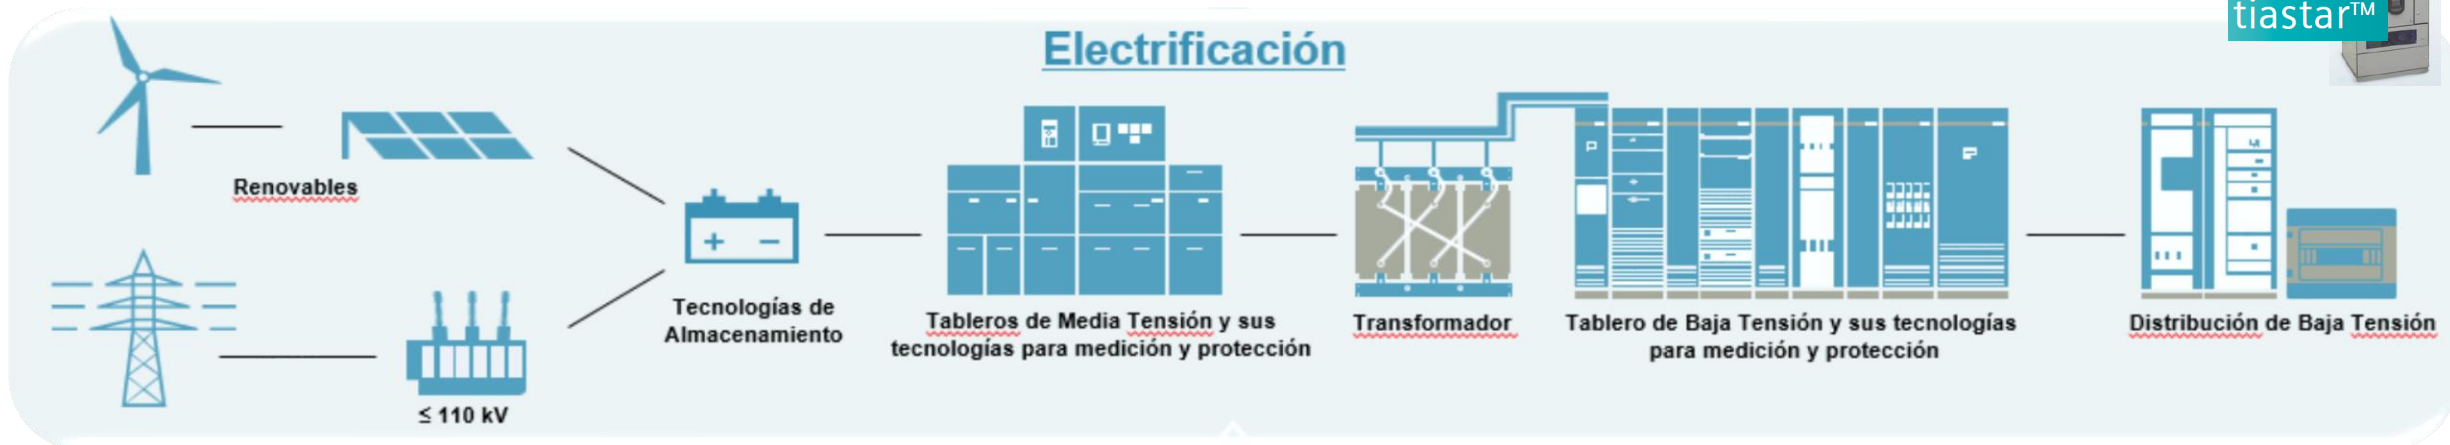 Electrificación
tiastar™
Renovables
≤ 110 kV
Tecnologías de
Almacenamiento
Tableros de Media Tensión y sus
tecnologías para medición y protección
Transformador
Tablero de Baja Tensión y sus tecnologías
para medición y protección
Distribución de Baja Tensión